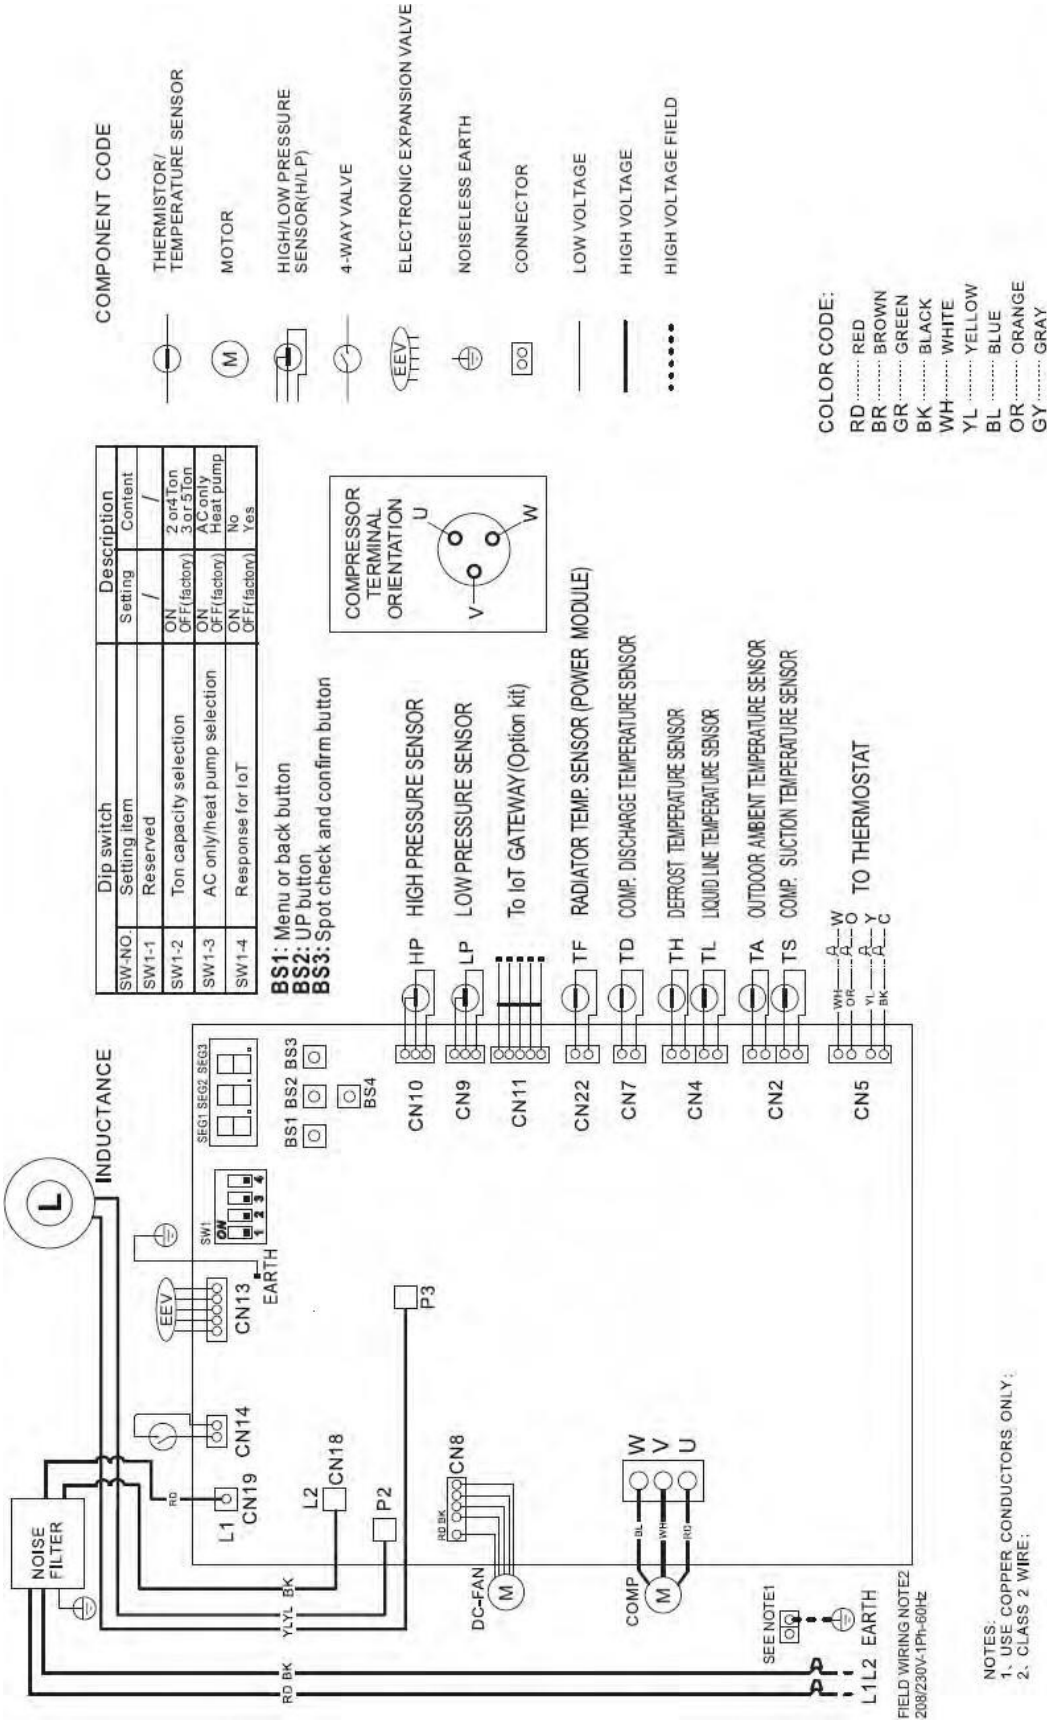 NOISE
FILTER
INDUCTANCE
L
RD BK
YLYL BK
RD
L1
CN19
CN14
EEV
CN13
EARTH
SW1
ON
1 2 3 4
SEG1 SEG2 SEG3
BS1 BS2 BS3
BS4
L2
CN18
P2
P3
DC-FAN
M
RD BK
CN8
COMP
M
BL
WH
RD
W
V
U
SEE NOTE1
L1L2 EARTH
FIELD WIRING NOTE2
208/230V-1Ph-60Hz
CN10
HP HIGH PRESSURE SENSOR
CN9
LP LOW PRESSURE SENSOR
CN11
To IoT GATEWAY (Option kit)
CN22
TF RADIATOR TEMP. SENSOR (POWER MODULE)
CN7
TD COMP. DISCHARGE TEMPERATURE SENSOR
CN4
TH DEFROST TEMPERATURE SENSOR
TL LIQUID LINE TEMPERATURE SENSOR
CN2
TA OUTDOOR AMBIENT TEMPERATURE SENSOR
TS COMP. SUCTION TEMPERATURE SENSOR
CN5
WH W
OR O
YL Y
BK C
TO THERMOSTAT
Dip switch Description
SW-NO. Setting item Setting Content
SW1-1 Reserved / /
SW1-2 Ton capacity selection ON 2 or4Ton
OFF(factory) 3 or 5Ton
SW1-3 AC only/heat pump selection ON AC only
OFF(factory) Heat pump
SW1-4 Response for IoT ON No
OFF(factory) Yes
BS1: Menu or back button
BS2: UP button
BS3: Spot check and confirm button
COMPRESSOR
TERMINAL
ORIENTATION
U
V
W
COMPONENT CODE
THERMISTOR/
TEMPERATURE SENSOR
M MOTOR
HIGH/LOW PRESSURE
SENSOR(H/LP)
4-WAY VALVE
EEV ELECTRONIC EXPANSION VALVE
NOISELESS EARTH
CONNECTOR
LOW VOLTAGE
HIGH VOLTAGE
HIGH VOLTAGE FIELD
COLOR CODE:
RD ........ RED
BR ........ BROWN
GR ........ GREEN
BK ........ BLACK
WH ........ WHITE
YL ........ YELLOW
BL ........ BLUE
OR ........ ORANGE
GY ........ GRAY
NOTES:
1、USE COPPER CONDUCTORS ONLY;
2、CLASS 2 WIRE;